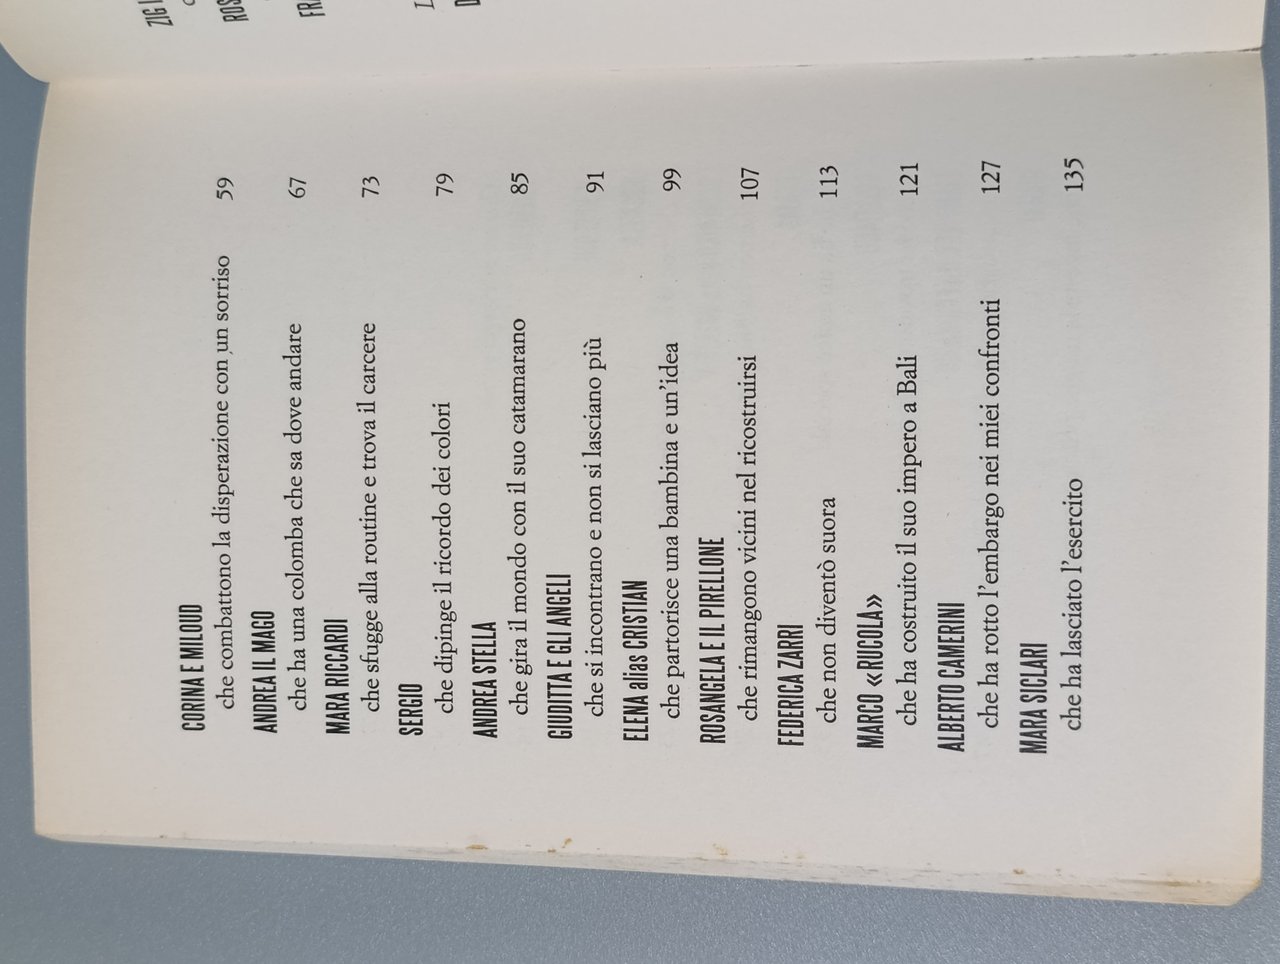 CORINA E MILOUD
che combattono la disperazione con un sorriso 59
ANDREA IL MAGO
che ha una colomba che sa dove andare 67
MARA RICCARDI
che sfugge alla routine e trova il carcere 73
SERGIO
che dipinge il ricordo dei colori 79
ANDREA STELLA
che gira il mondo con il suo catamarano 85
GIUDITTA E GLI ANGELI
che si incontrano e non si lasciano più 91
ELENA alias CRISTIAN
che partorisce una bambina e un'idea 99
ROSANGELA E IL PIRELLONE
che rimangono vicini nel ricostruirsi 107
FEDERICA ZARRI
che non diventò suora 113
MARCO «RUCOLA»
che ha costruito il suo impero a Bali 121
ALBERTO CAMERINI
che ha rotto l'embargo nei miei confronti 127
MARA SICLARI
che ha lasciato l'esercito 135